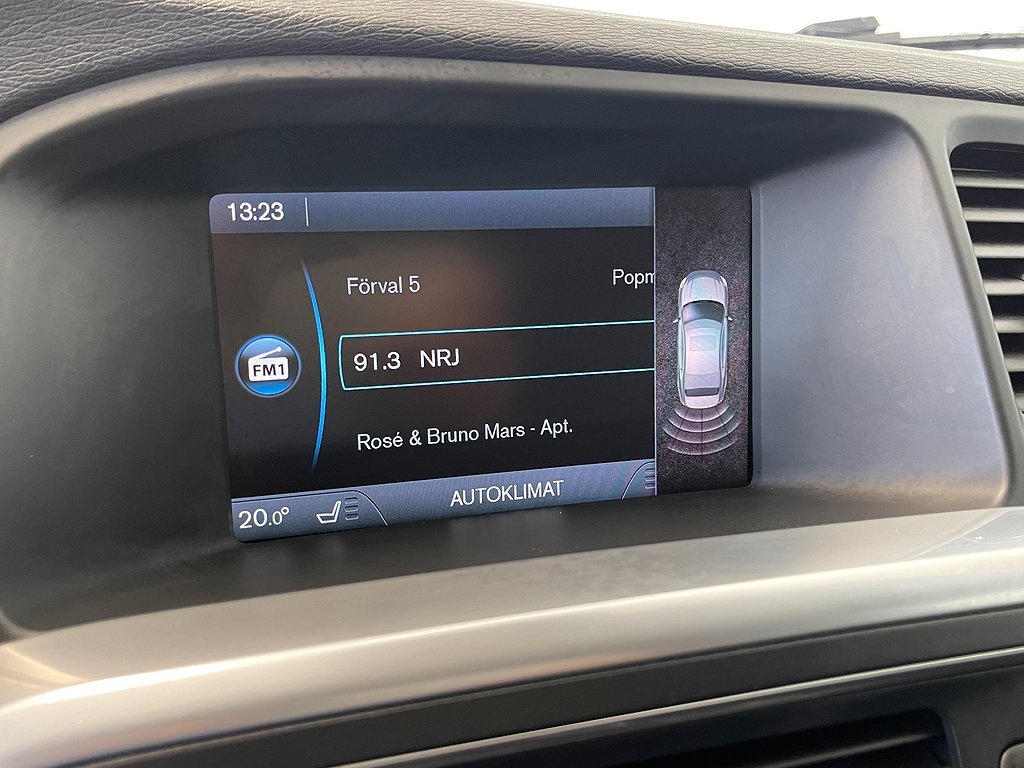 13:23
Förval 5 Popm
FM1
91.3 NRJ
Rosé & Bruno Mars - Apt.
20.0° AUTOKLIMAT